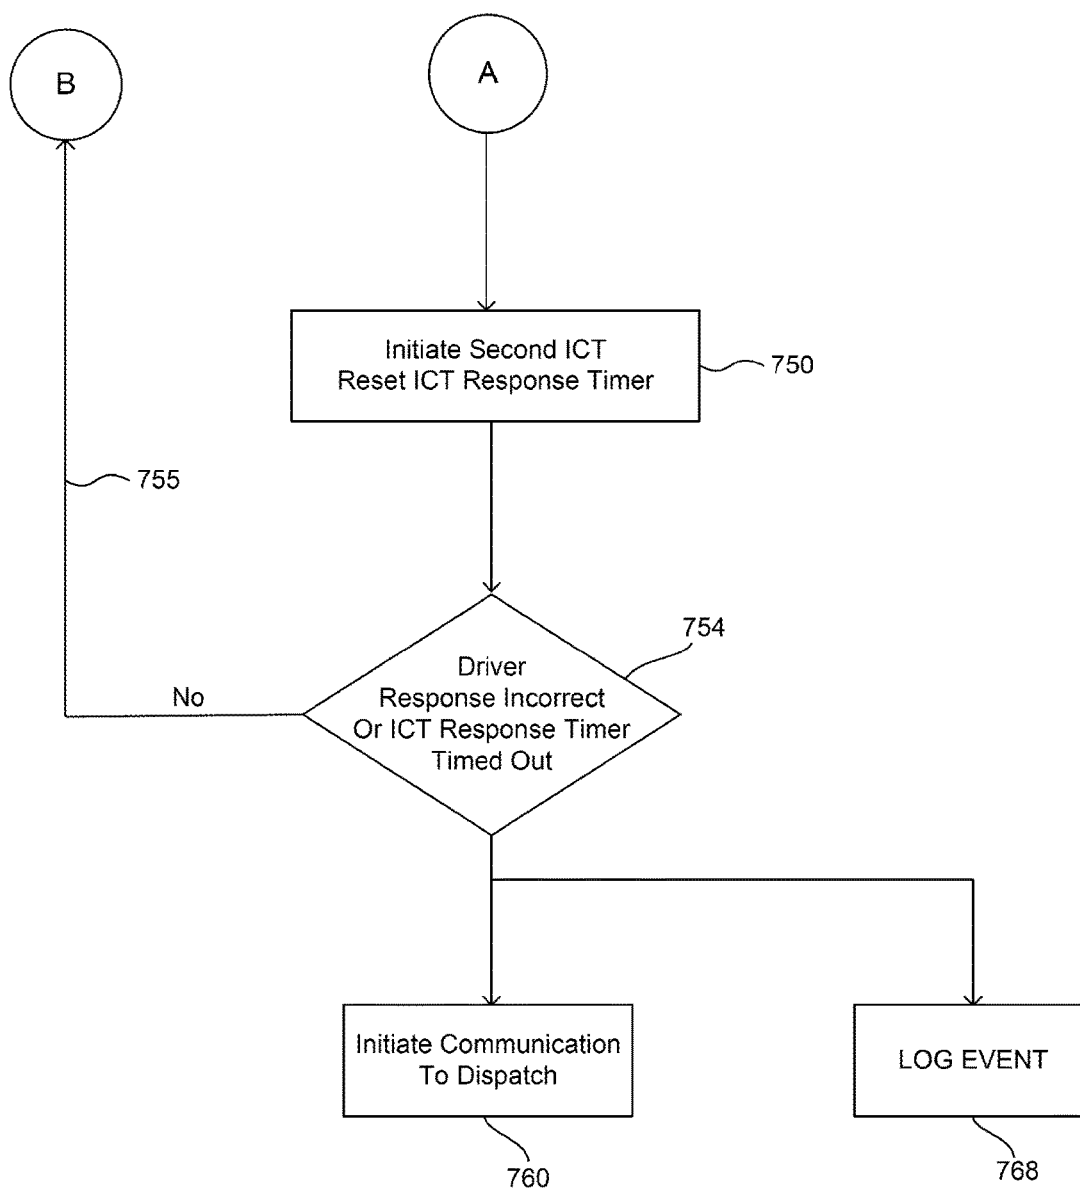 B
A
Initiate Second ICT
Reset ICT Response Timer
750
755
754
Driver
Response Incorrect
Or ICT Response Timer
Timed Out
No
Initiate Communication
To Dispatch
LOG EVENT
760
768